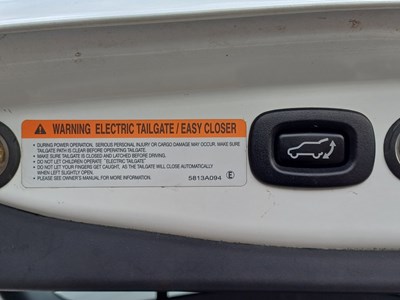 WARNING ELECTRIC TAILGATE / EASY CLOSER
• DURING POWER OPERATION, SERIOUS PERSONAL INJURY OR CARGO DAMAGE MAY OCCUR. MAKE SURE
TAILGATE PATH IS CLEAR BEFORE OPERATING TAILGATE.
• MAKE SURE TAILGATE IS CLOSED AND LATCHED BEFORE DRIVING.
• DO NOT LET CHILDREN OPERATE "ELECTRIC TAILGATE".
• DO NOT LET YOUR FINGERS GET CAUGHT, AS THE TAILGATE WILL CLOSE AUTOMATICALLY
WHEN LEFT SLIGHTLY OPEN.
• PLEASE SEE OWNER'S MANUAL FOR MORE INFORMATION.
5813A094 E